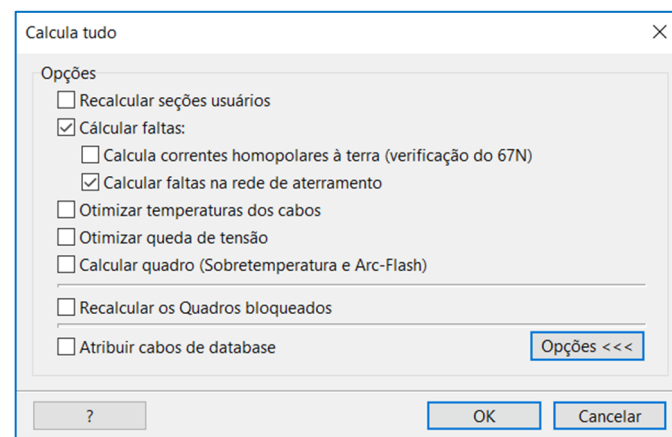 Calcula tudo
Opções
Recalcular seções usuários
Cálcular faltas:
Calcula correntes homopolares à terra (verificação do 67N)
Calcular faltas na rede de aterramento
Otimizar temperaturas dos cabos
Otimizar queda de tensão
Calcular quadro (Sobretemperatura e Arc-Flash)
Recalcular os Quadros bloqueados
Atribuir cabos de database
Opções <<<
? OK Cancelar